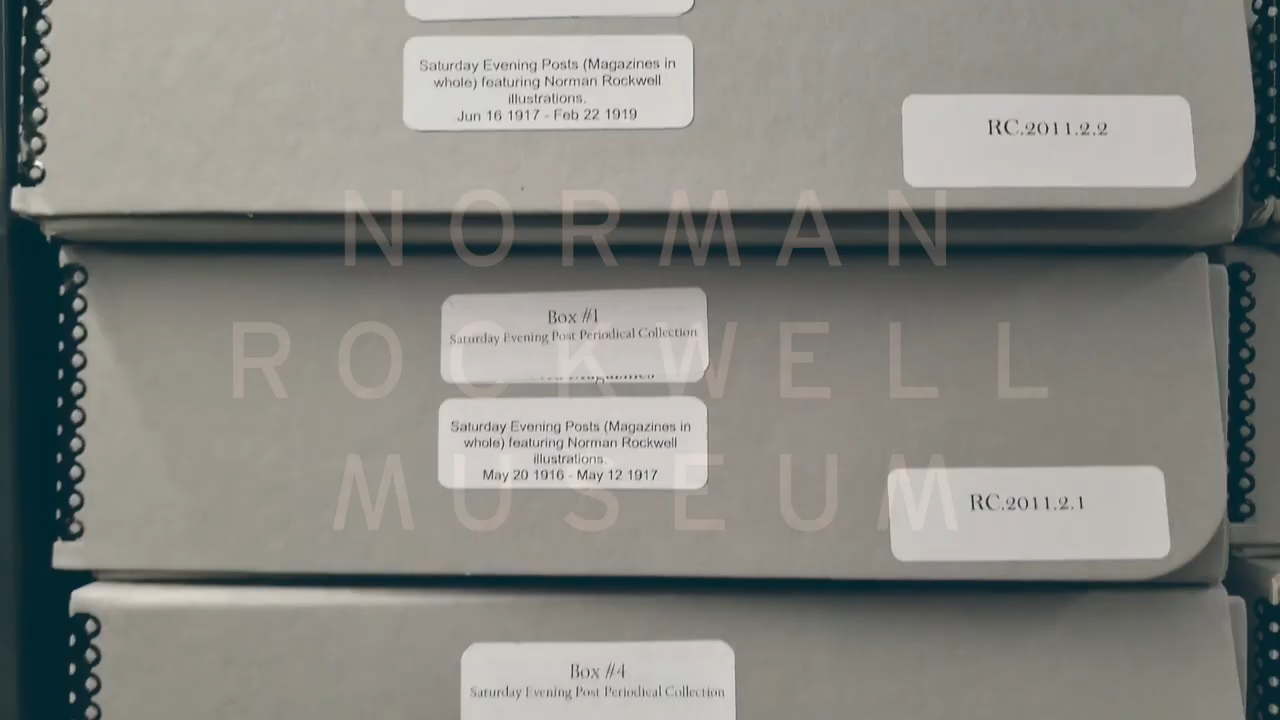 Saturday Evening Posts (Magazines in
whole) featuring Norman Rockwell
illustrations.
Jun 16 1917 - Feb 22 1919
RC.2011.2.2
NORMAN
ROCKWELL
MUSEUM
Box #1
Saturday Evening Post Periodical Collection
Saturday Evening Posts (Magazines in
whole) featuring Norman Rockwell
illustrations.
May 20 1916 - May 12 1917
RC.2011.2.1
Box #4
Saturday Evening Post Periodical Collection